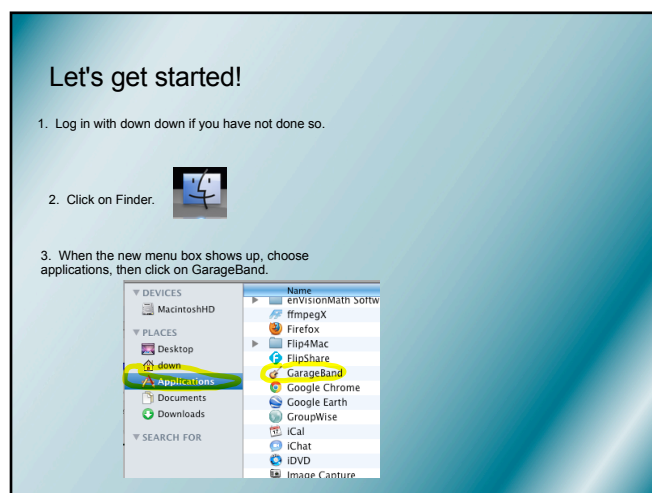 Let's get started!
1. Log in with down down if you have not done so.
2. Click on Finder.
3. When the new menu box shows up, choose
applications, then click on GarageBand.
▼ DEVICES
MacintoshHD
▼ PLACES
Desktop
down
Applications
Documents
Downloads
▼ SEARCH FOR
Name
enVisionMath Softw
ffmpegX
Firefox
Flip4Mac
FlipShare
GarageBand
Google Chrome
Google Earth
GroupWise
iCal
iChat
iDVD
Image Capture